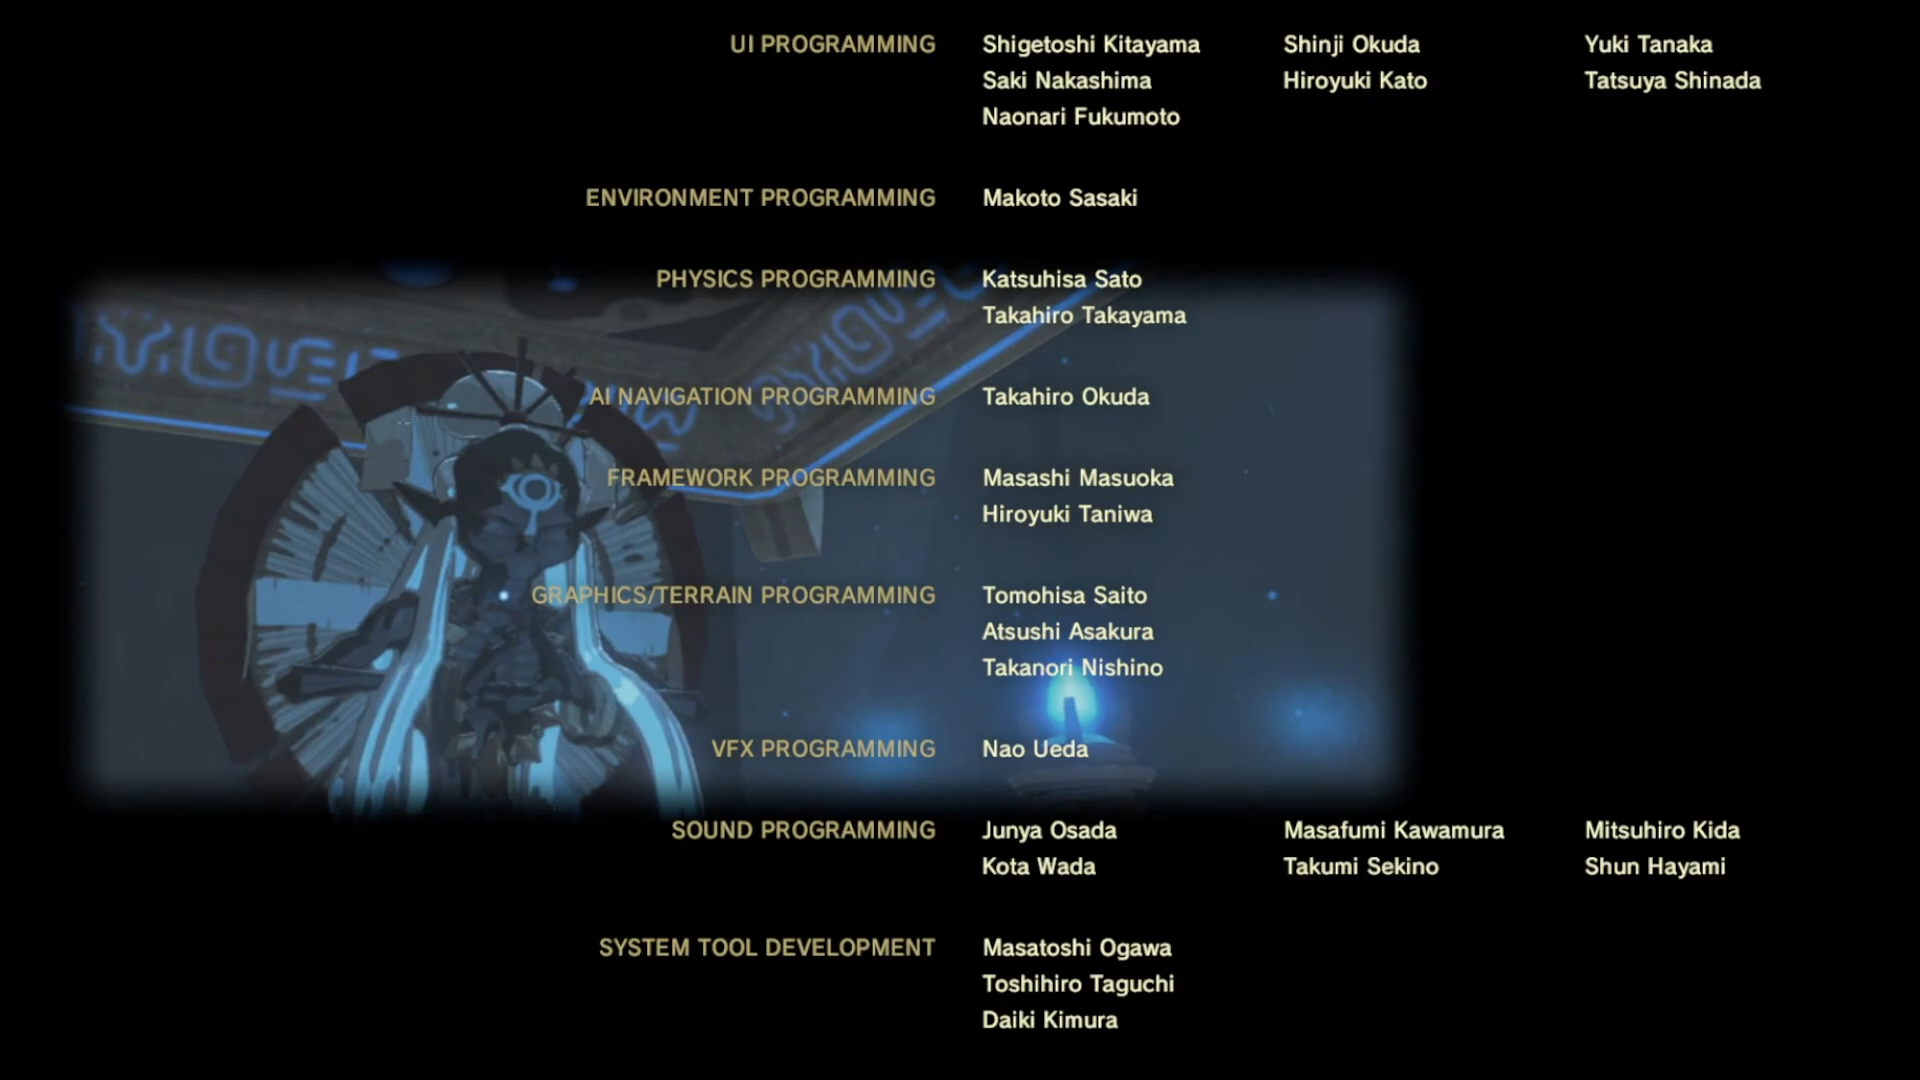 UI PROGRAMMING Shigetoshi Kitayama Shinji Okuda Yuki Tanaka
Saki Nakashima Hiroyuki Kato Tatsuya Shinada
Naonari Fukumoto
ENVIRONMENT PROGRAMMING Makoto Sasaki
PHYSICS PROGRAMMING Katsuhisa Sato
Takahiro Takayama
AI NAVIGATION PROGRAMMING Takahiro Okuda
FRAMEWORK PROGRAMMING Masashi Masuoka
Hiroyuki Taniwa
GRAPHICS/TERRAIN PROGRAMMING Tomohisa Saito
Atsushi Asakura
Takanori Nishino
VFX PROGRAMMING Nao Ueda
SOUND PROGRAMMING Junya Osada Masafumi Kawamura Mitsuhiro Kida
Kota Wada Takumi Sekino Shun Hayami
SYSTEM TOOL DEVELOPMENT Masatoshi Ogawa
Toshihiro Taguchi
Daiki Kimura